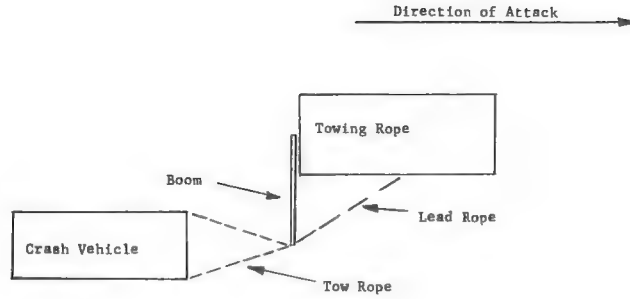 Direction of Attack
Towing Rope
Boom
Lead Rope
Crash Vehicle
Tow Rope